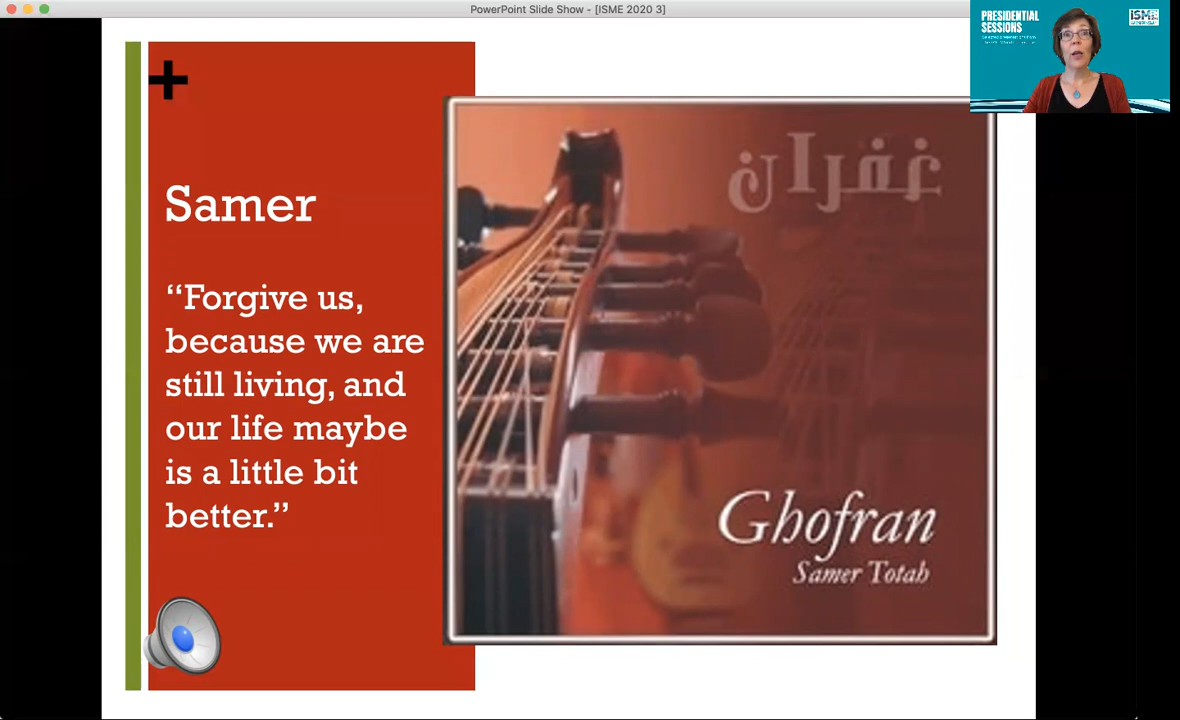 PowerPoint Slide Show - [ISME 2020 3]
PRESIDENTIAL
SESSIONS
ISME
+
Samer
“Forgive us,
because we are
still living, and
our life maybe
is a little bit
better.”
غفران
Ghofran
Samer Totah